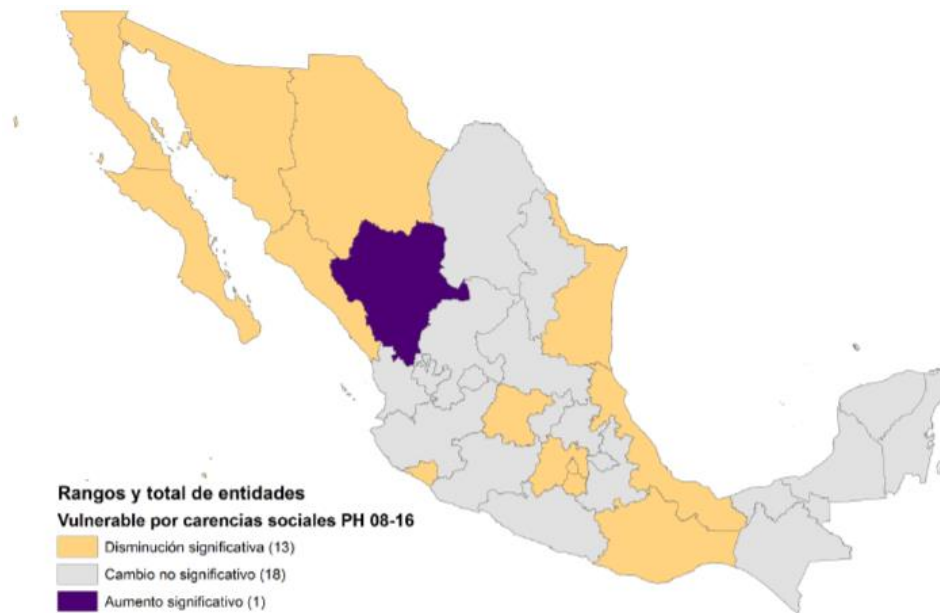 Rangos y total de entidades
Vulnerable por carencias sociales PH 08-16
Disminución significativa (13)
Cambio no significativo (18)
Aumento significativo (1)